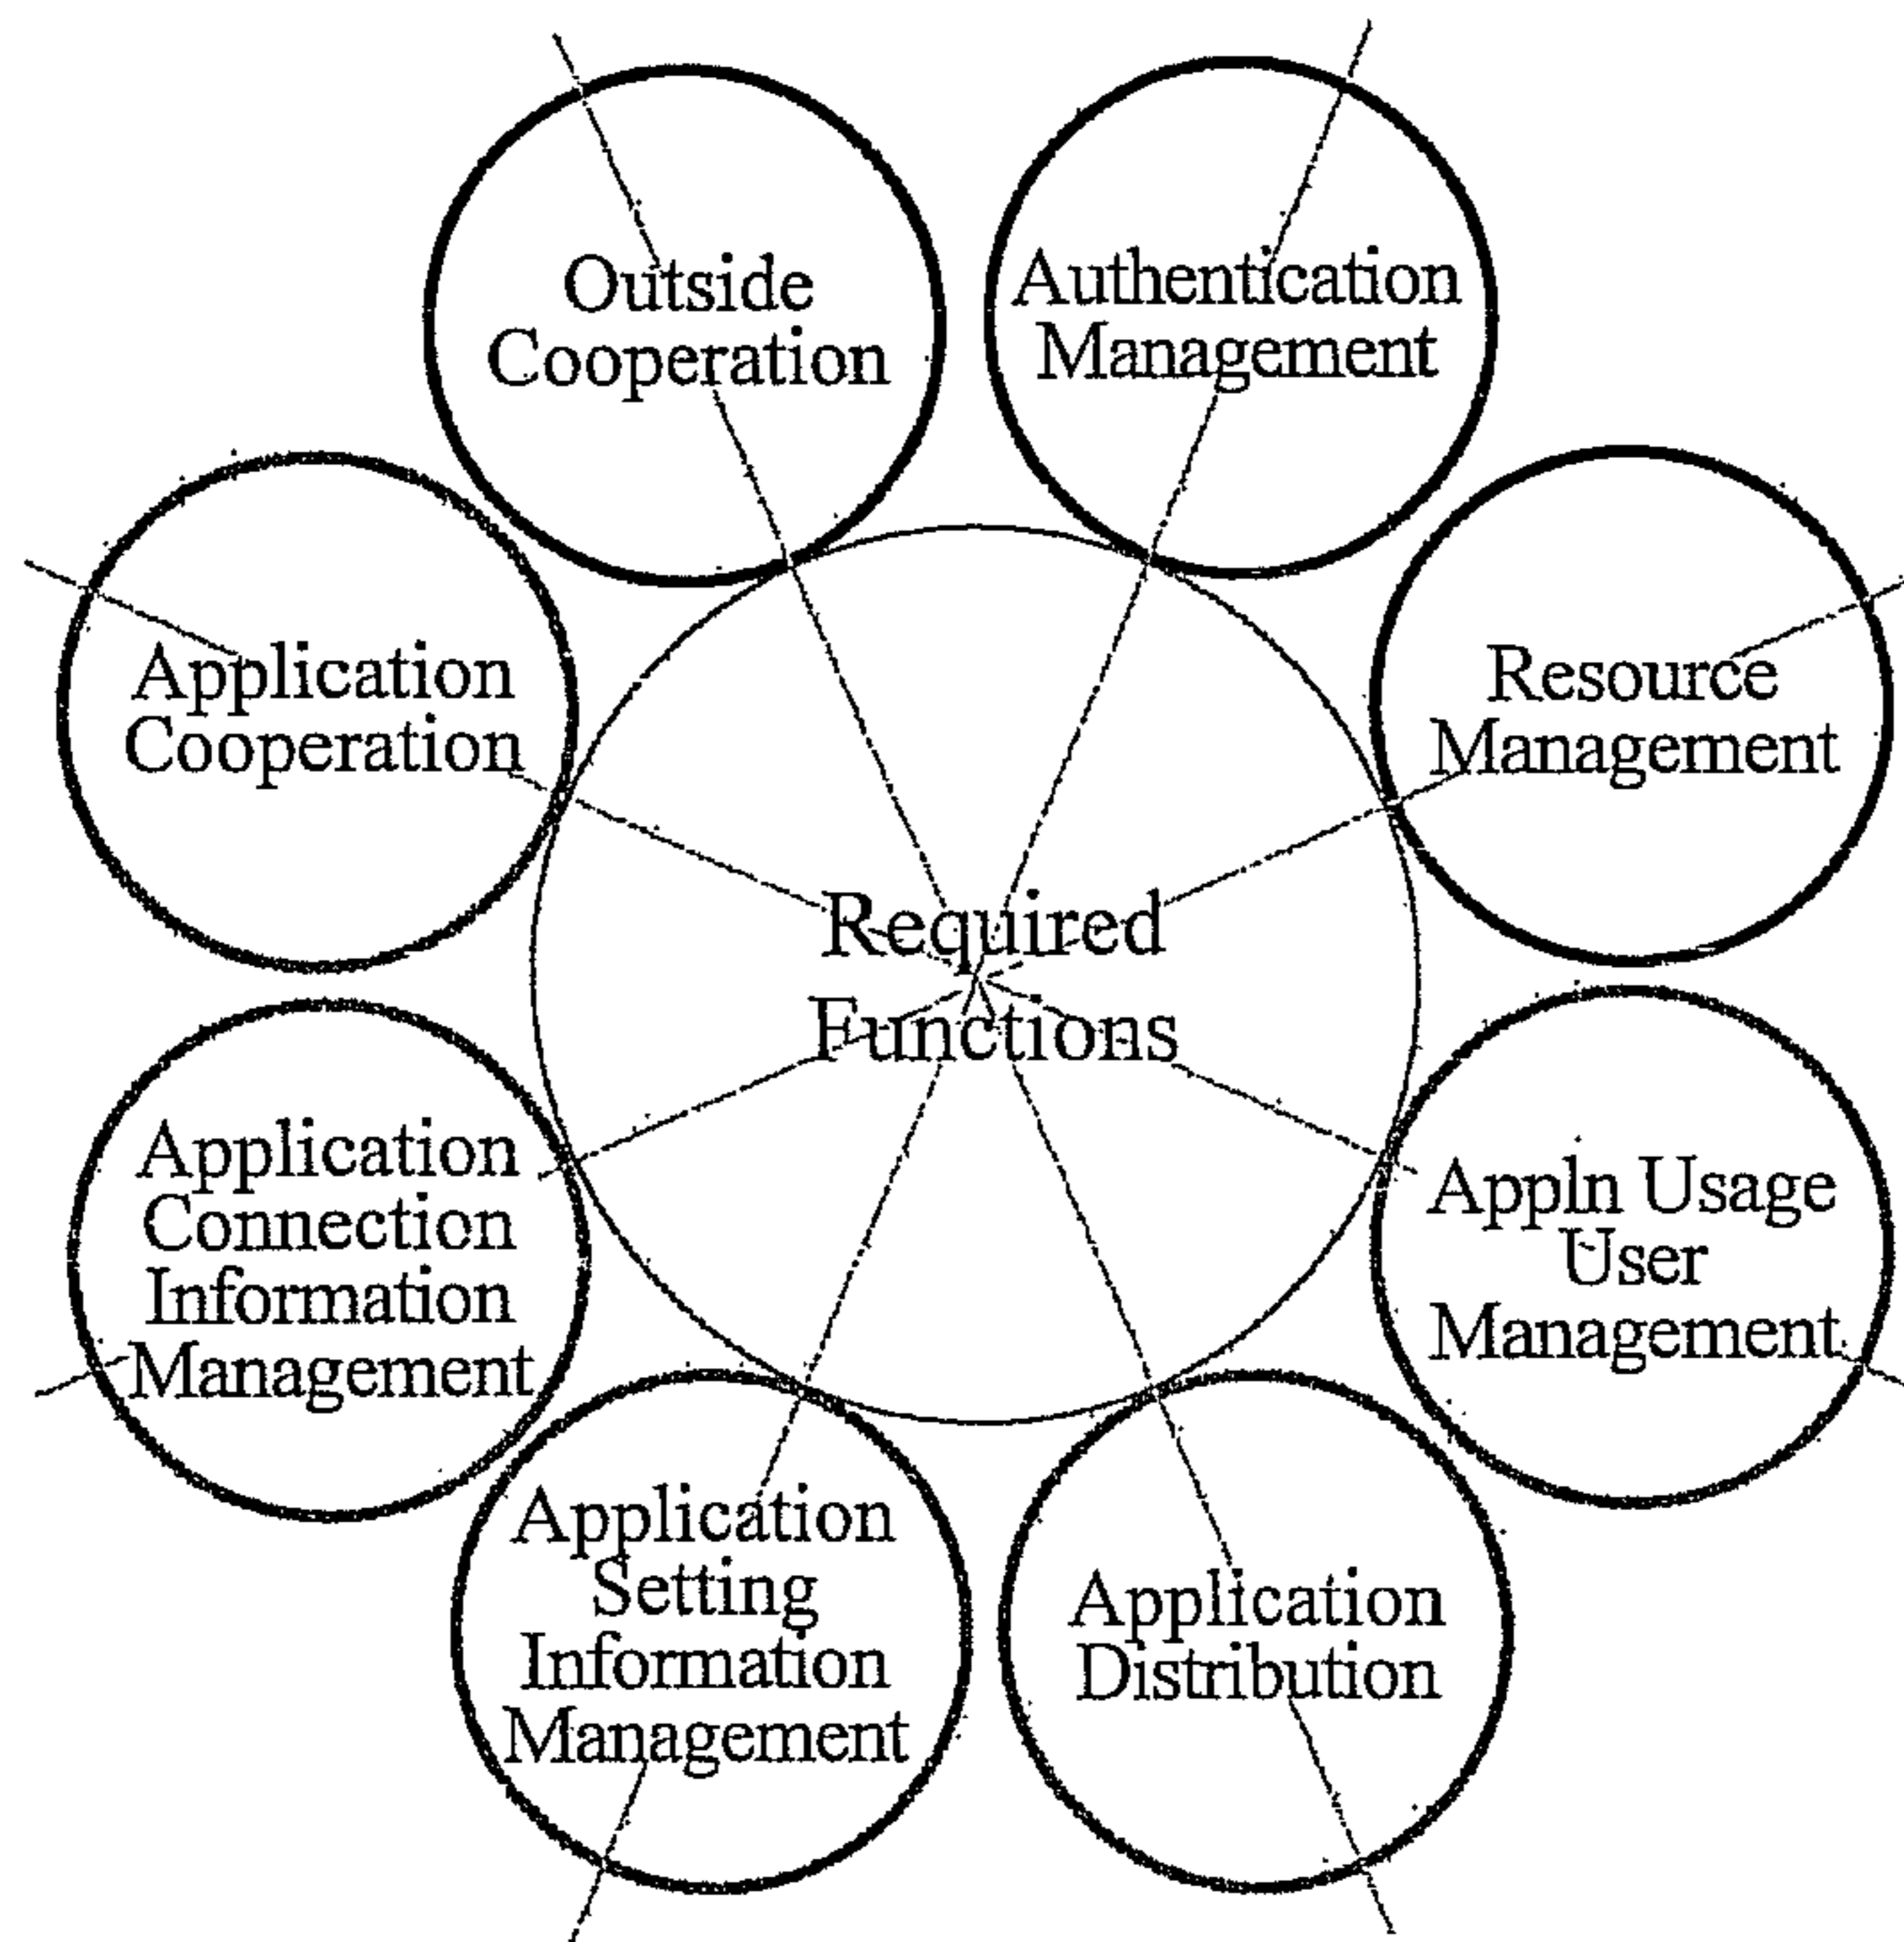 Outside
Cooperation
Authentication
Management
Application
Cooperation
Resource
Management
Required
Functions
Application
Connection
Information
Management
Appln Usage
User
Management
Application
Setting
Information
Management
Application
Distribution